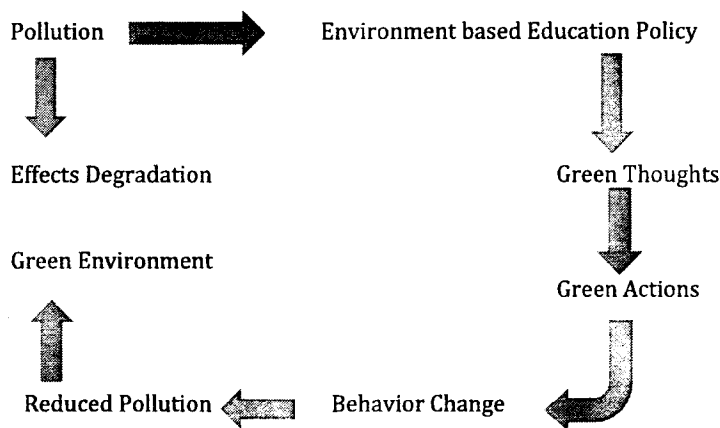 Pollution
Environment based Education Policy
Effects Degradation
Green Thoughts
Green Environment
Green Actions
Reduced Pollution
Behavior Change